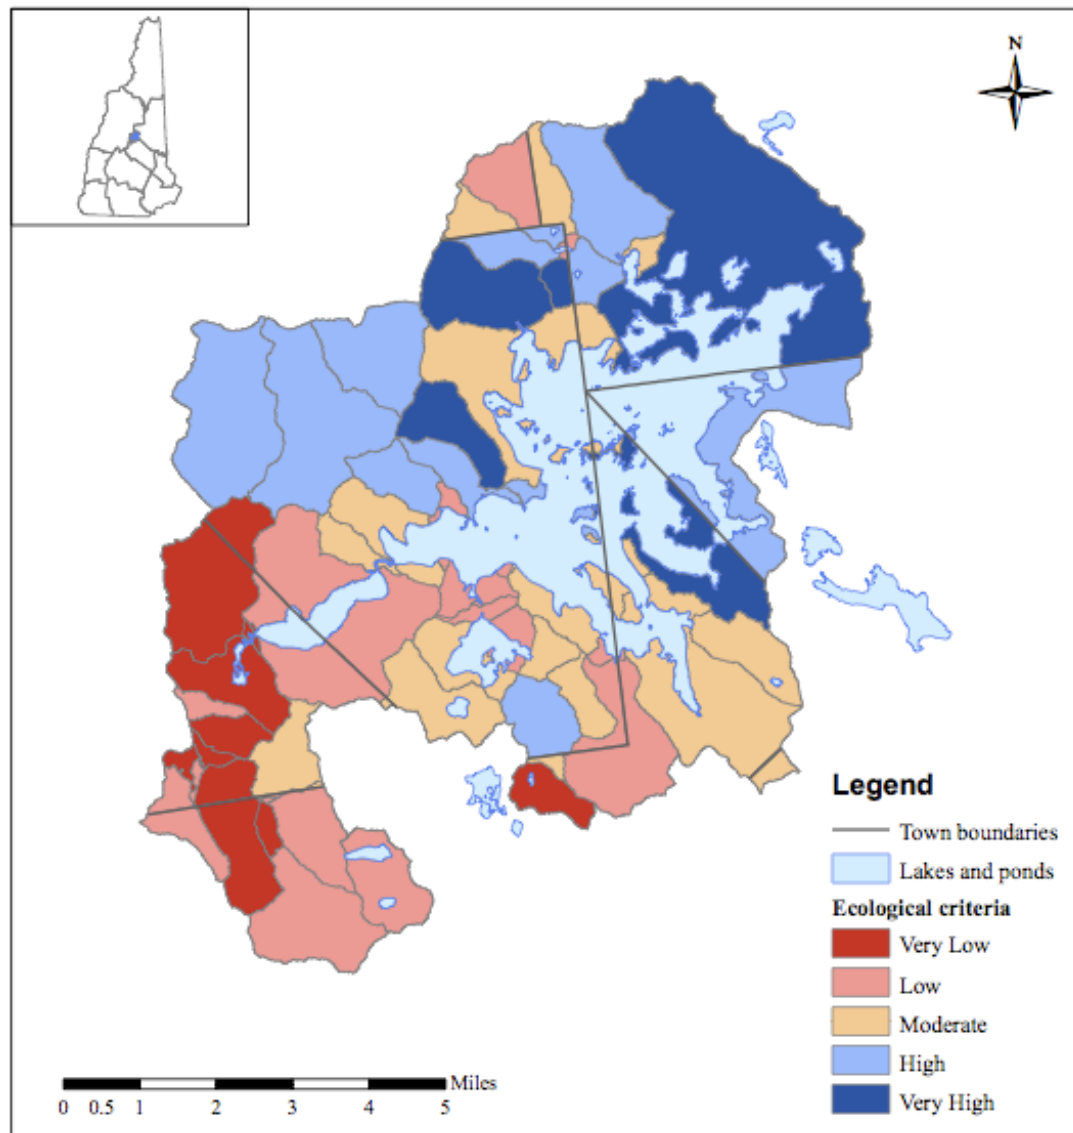 N
Legend
Town boundaries
Lakes and ponds
Ecological criteria
Very Low
Low
Moderate
High
Very High
Miles
0 0.5 1 2 3 4 5